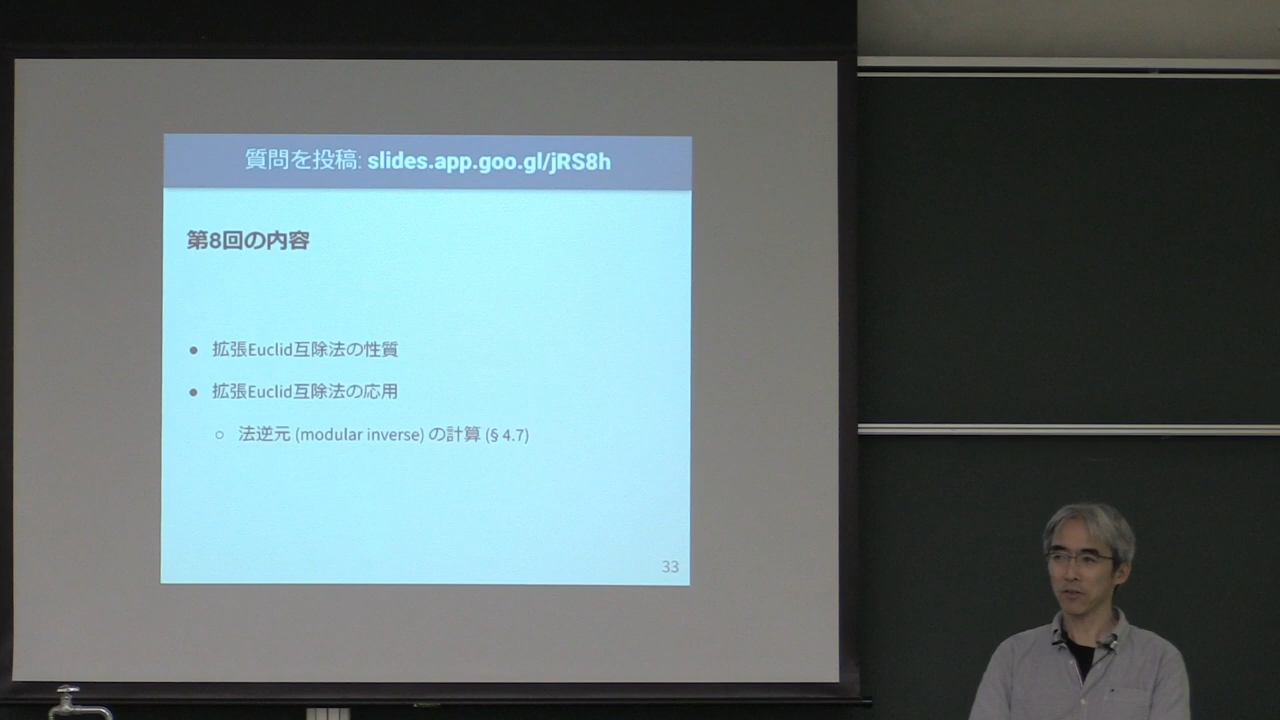 質問を投稿: slides.app.goo.gl/jRS8h
第8回の内容
● 拡張Euclid互除法の性質
● 拡張Euclid互除法の応用
○ 法逆元 (modular inverse) の計算 (§ 4.7)
33